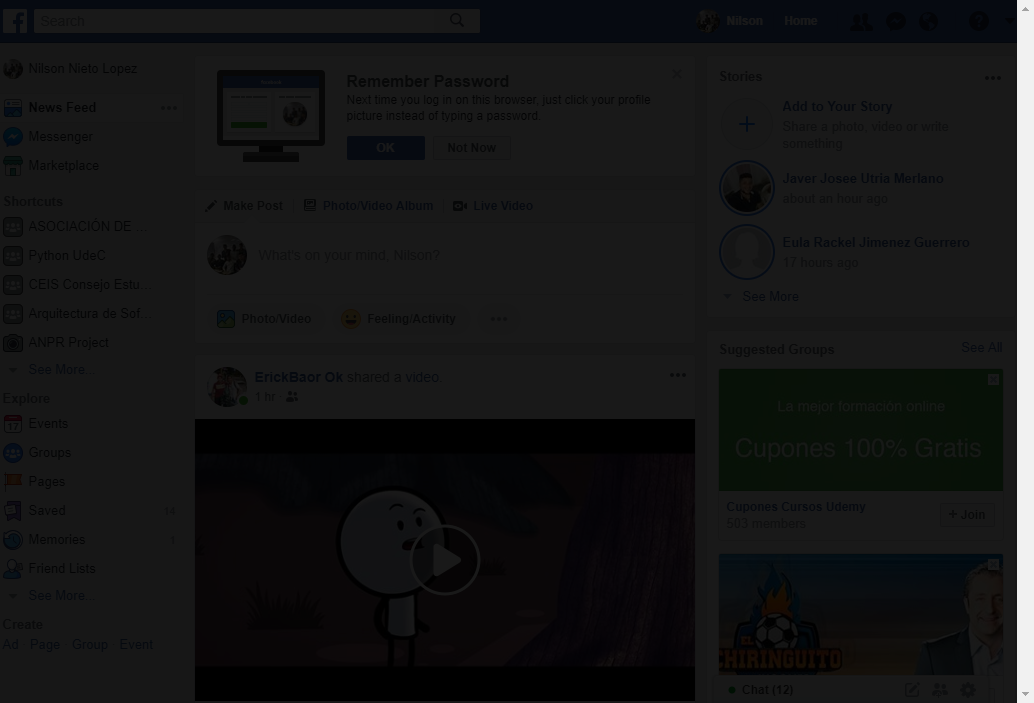 Search
Nilson
Home
Nilson Nieto Lopez
News Feed
Messenger
Marketplace
Shortcuts
ASOCIACIÓN DE ...
Python UdeC
CEIS Consejo Estu...
Arquitectura de Sof...
ANPR Project
See More...
Explore
Events
Groups
Pages
Saved 14
Memories 1
Friend Lists
See More...
Create
Ad Page Group Event
Remember Password
Next time you log in on this browser, just click your profile
picture instead of typing a password.
OK
Not Now
Make Post
Photo/Video Album
Live Video
What's on your mind, Nilson?
Photo/Video
Feeling/Activity
ErickBaor Ok shared a video
1 hr
Stories
Add to Your Story
Share a photo, video or write
something
Javer Josee Utria Merlano
about an hour ago
Eula Rackel Jimenez Guerrero
17 hours ago
See More
Suggested Groups
See All
La mejor formación online
Cupones 100% Gratis
Cupones Cursos Udemy
+ Join
583 members
EL
CHIRINGUITO
Chat (12)